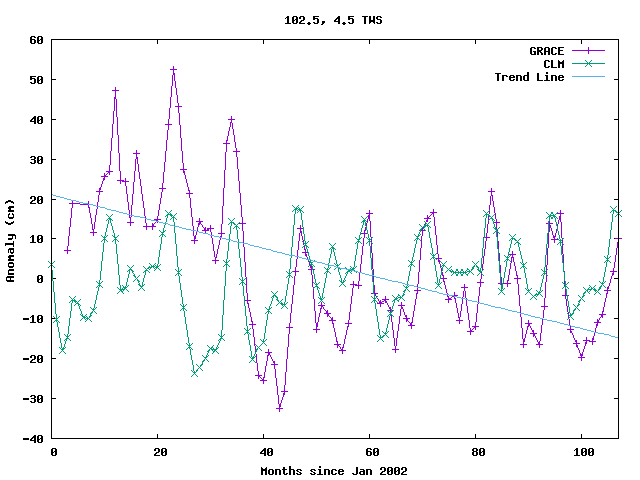 102.5, 4.5 TWS
GRACE
CLM
Trend Line
60
50
40
30
20
10
0
-10
-20
-30
-40
Anomaly (cm)
0 20 40 60 80 100
Months since Jan 2002